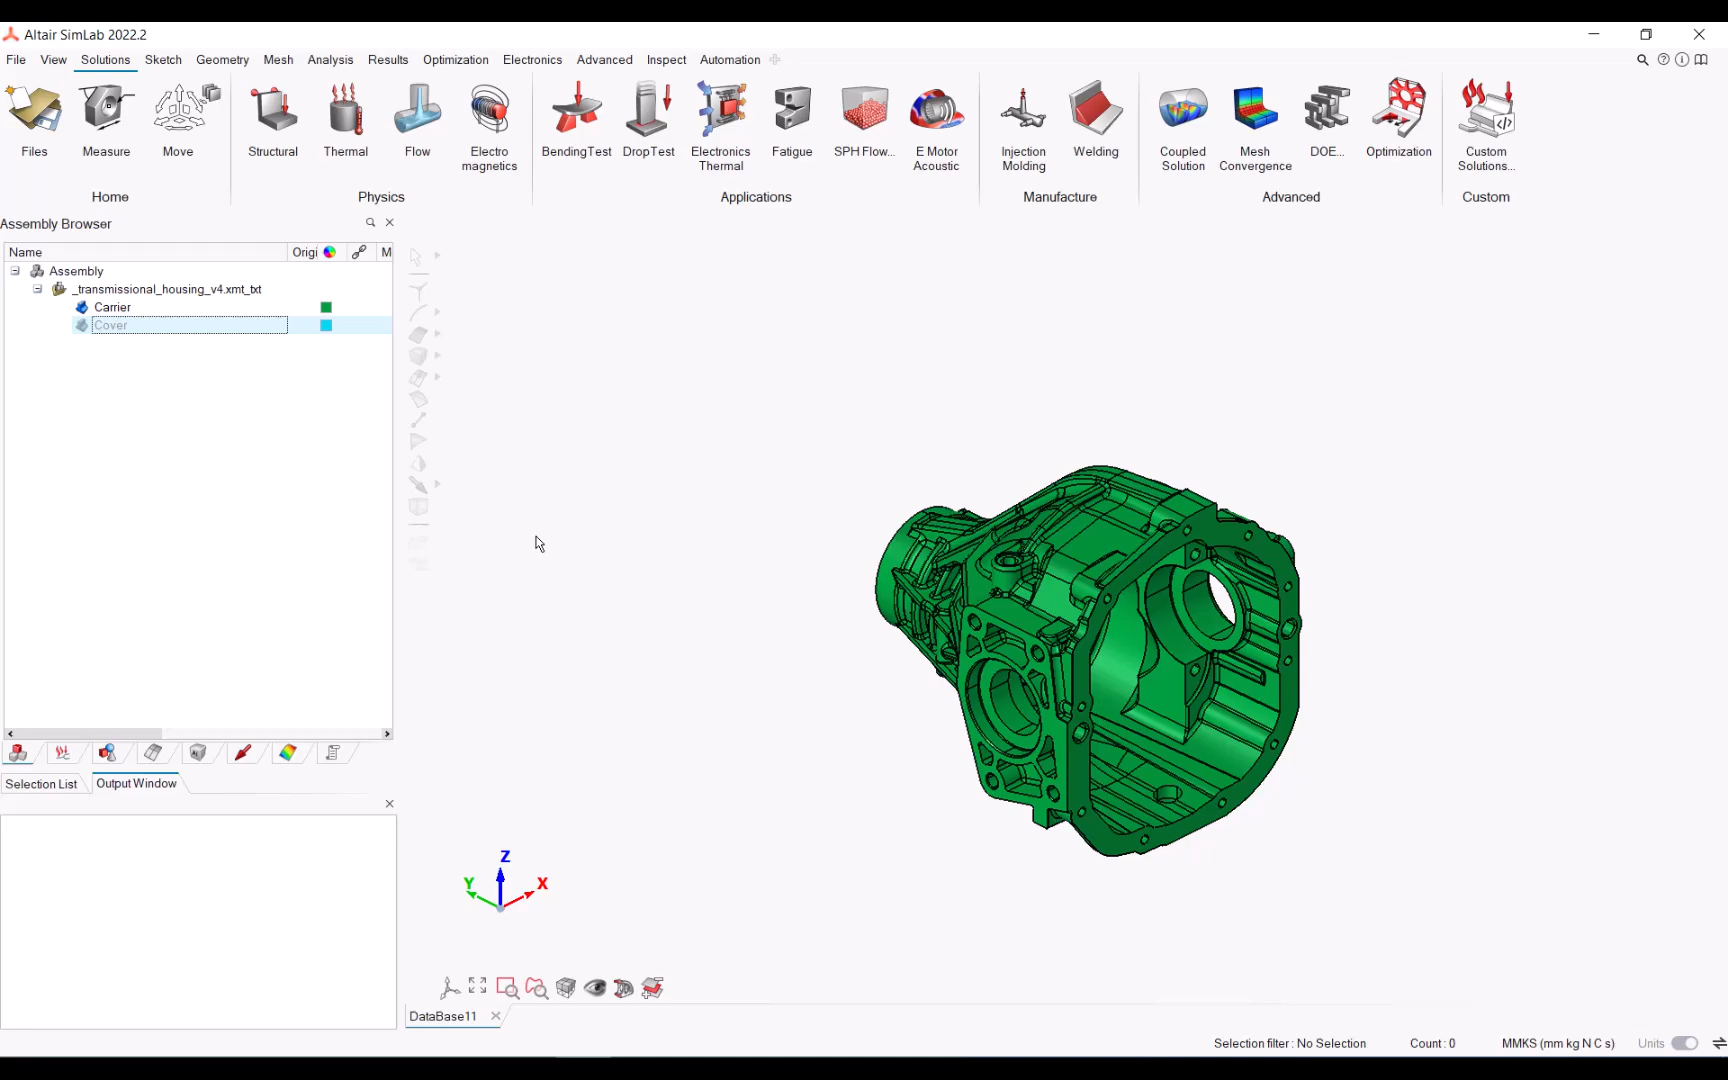 Altair SimLab 2022.2
File View Solutions Sketch Geometry Mesh Analysis Results Optimization Electronics Advanced Inspect Automation
Files Measure Move Structural Thermal Flow Electro magnetics BendingTest DropTest Electronics Thermal Fatigue SPH Flow... E Motor Acoustic Injection Molding Welding Coupled Solution Mesh Convergence DOE... Optimization Custom Solutions...
Home Physics Applications Manufacture Advanced Custom
Assembly Browser
Name Origi M
Assembly
_transmissional_housing_v4.xmt_txt
Carrier
Cover
Selection List Output Window
Z
Y X
DataBase11
Selection filter : No Selection Count : 0 MMKS (mm kg N C s) Units